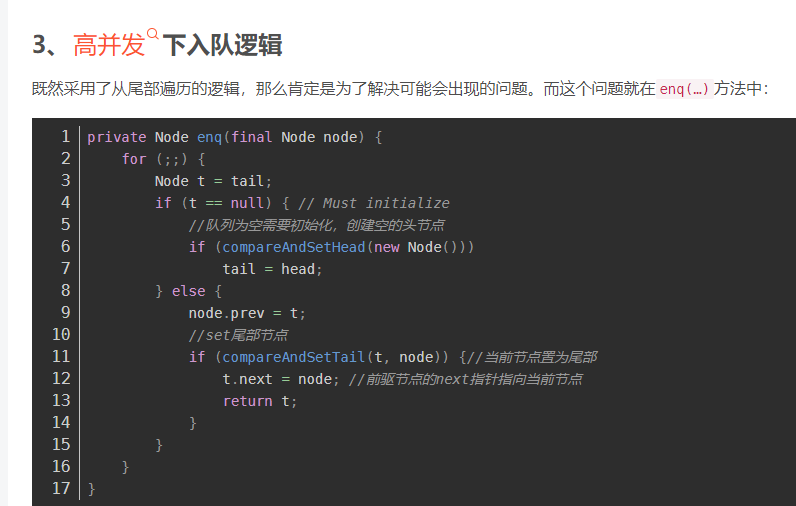 3、高并发下入队逻辑
既然采用了从尾部遍历的逻辑，那么肯定是为了解决可能会出现的问题。而这个问题就在enq(…)方法中：
1 private Node enq(final Node node) {
2     for (;;) {
3         Node t = tail;
4         if (t == null) { // Must initialize
5             //队列为空需要初始化，创建空的头节点
6             if (compareAndSetHead(new Node()))
7                 tail = head;
8         } else {
9             node.prev = t;
10             //set尾部节点
11             if (compareAndSetTail(t, node)) {//当前节点置为尾部
12                 t.next = node; //前驱节点的next指针指向当前节点
13                 return t;
14             }
15         }
16     }
17 }